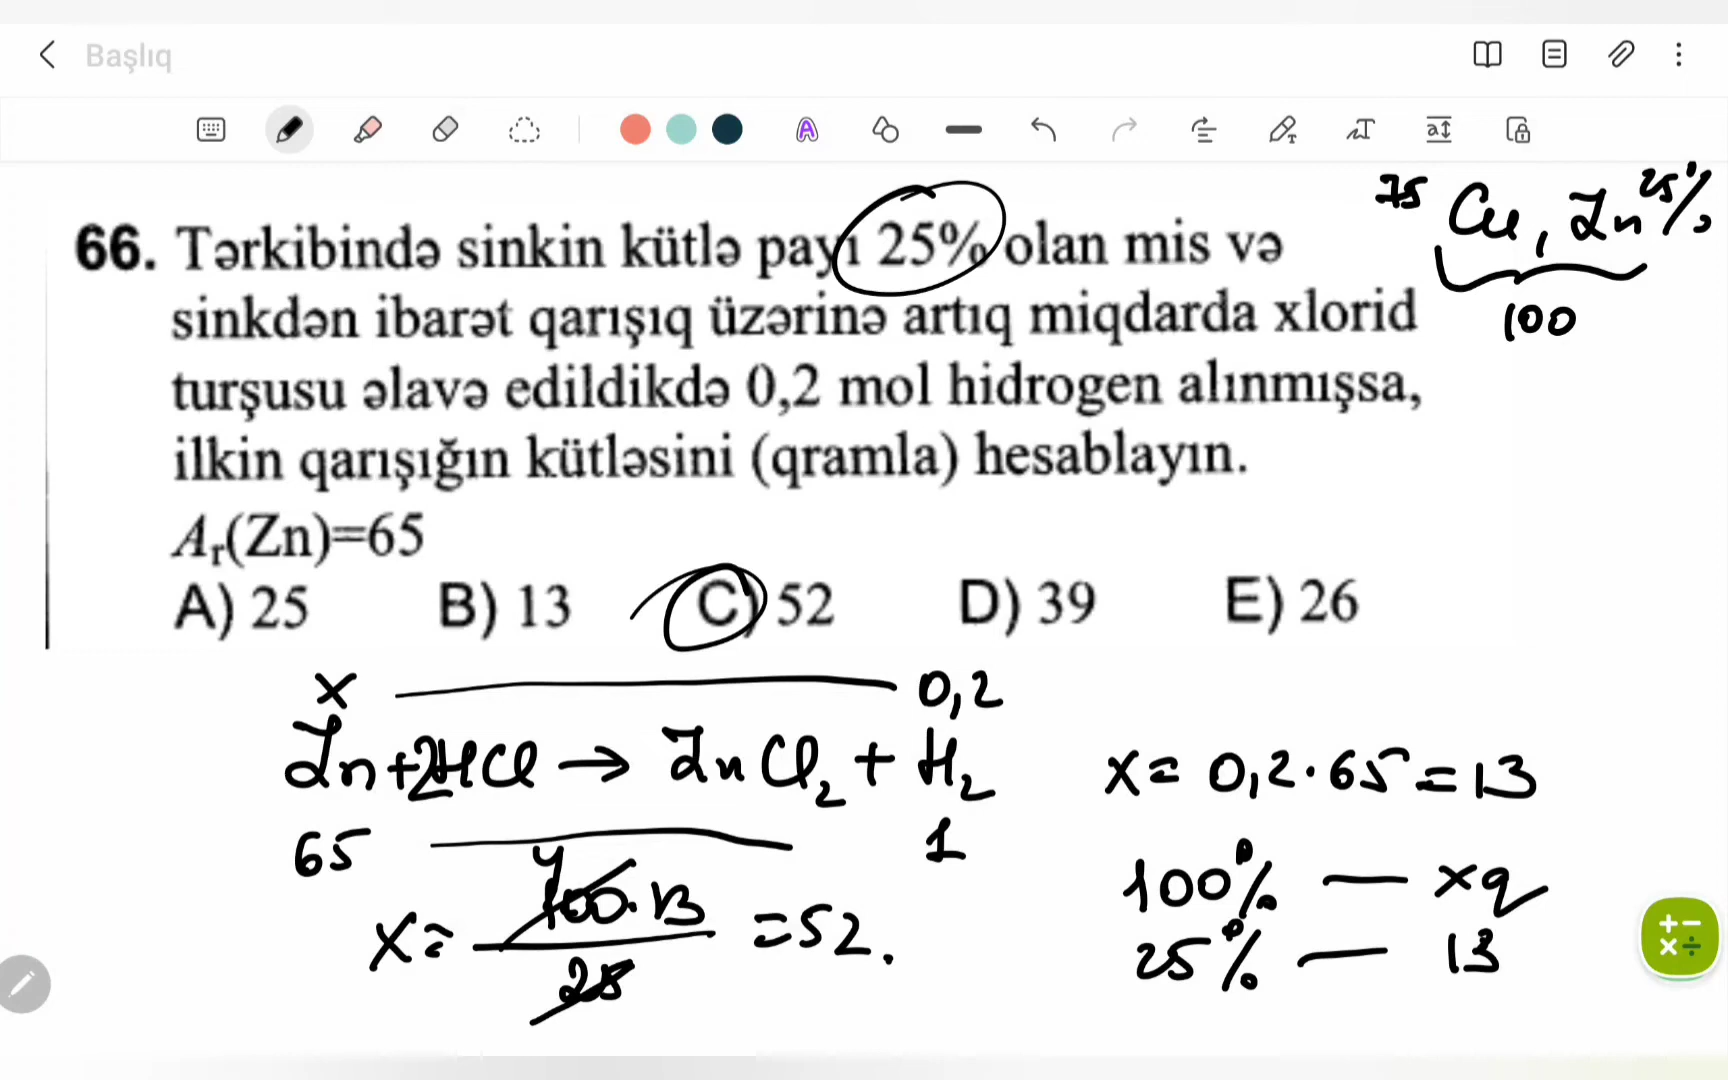 Başlıq
75 Cu, Zn 25%
100
66. Tərkibində sinkin kütlə payı 25% olan mis və
sinkdən ibarət qarışıq üzərinə artıq miqdarda xlorid
turşusu əlavə edildikdə 0,2 mol hidrogen alınmışsa,
ilkin qarışığın kütləsini (qramla) hesablayın.
Ar(Zn)=65
A) 25 B) 13 C) 52 D) 39 E) 26
x 0,2
Zn+2HCl → ZnCl2 + H2
65 1
x = 0,2·65 = 13
100% — xq
25% — 13
4
x = 100·13 = 52.
25